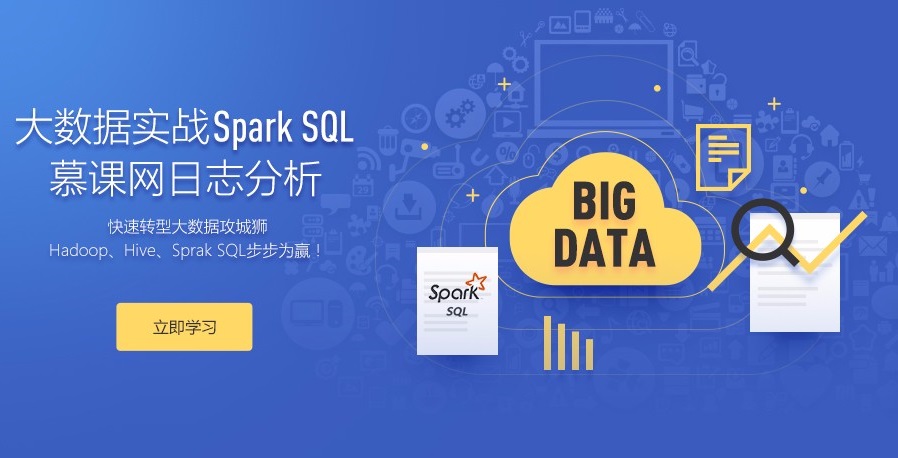 大数据实战Spark SQL
慕课网日志分析
快速转型大数据攻城狮
Hadoop、Hive、Sprak SQL步步为赢！
立即学习
BIG
DATA
Spark
SQL